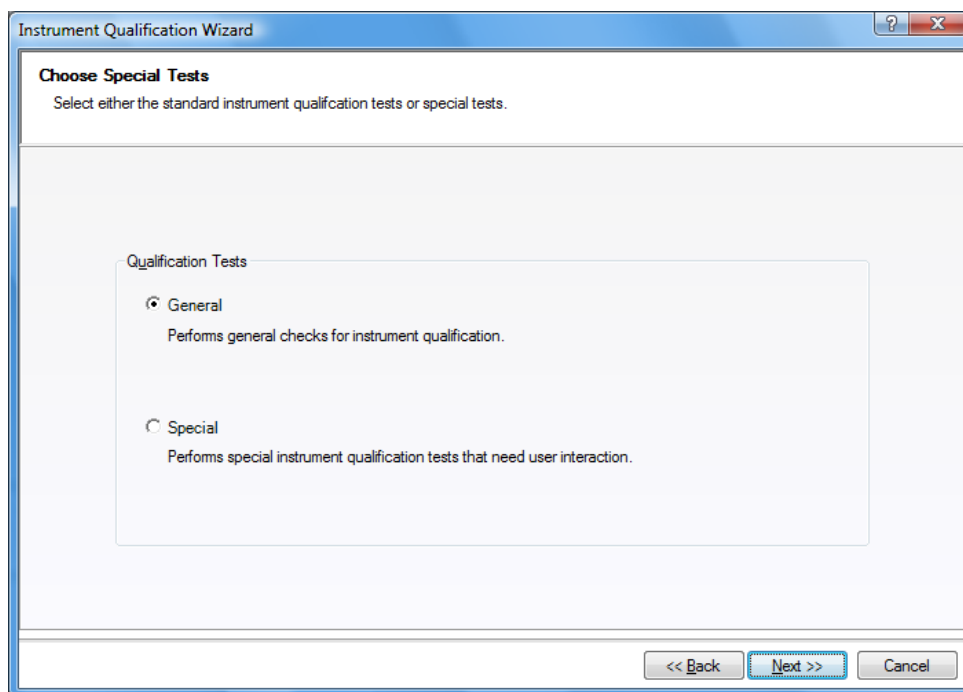 Instrument Qualification Wizard
?
X
Choose Special Tests
Select either the standard instrument qualifcation tests or special tests.
Qualification Tests
General
Performs general checks for instrument qualification.
Special
Performs special instrument qualification tests that need user interaction.
<< Back
Next >>
Cancel